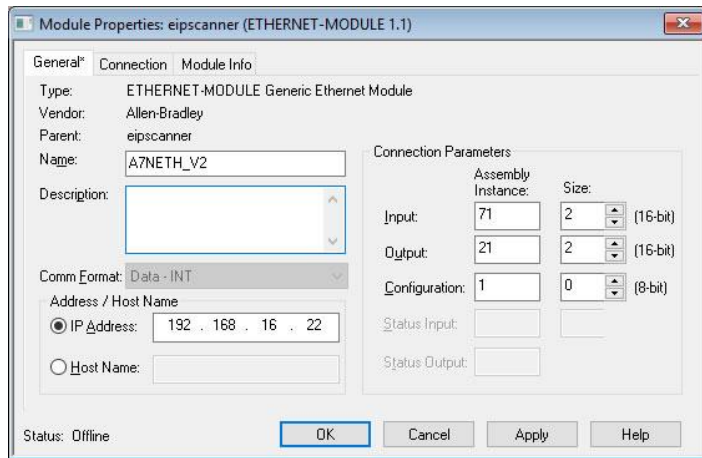 Module Properties: eipscanner (ETHERNET-MODULE 1.1)
General* Connection Module Info
Type: ETHERNET-MODULE Generic Ethernet Module
Vendor: Allen-Bradley
Parent: eipscanner
Name: A7NETH_V2
Description:
Comm Format: Data - INT
Address / Host Name
IP Address: 192 . 168 . 16 . 22
Host Name:
Connection Parameters
Assembly
Instance: Size:
Input: 71 2 (16-bit)
Output: 21 2 (16-bit)
Configuration: 1 0 (8-bit)
Status Input:
Status Output:
Status: Offline
OK Cancel Apply Help